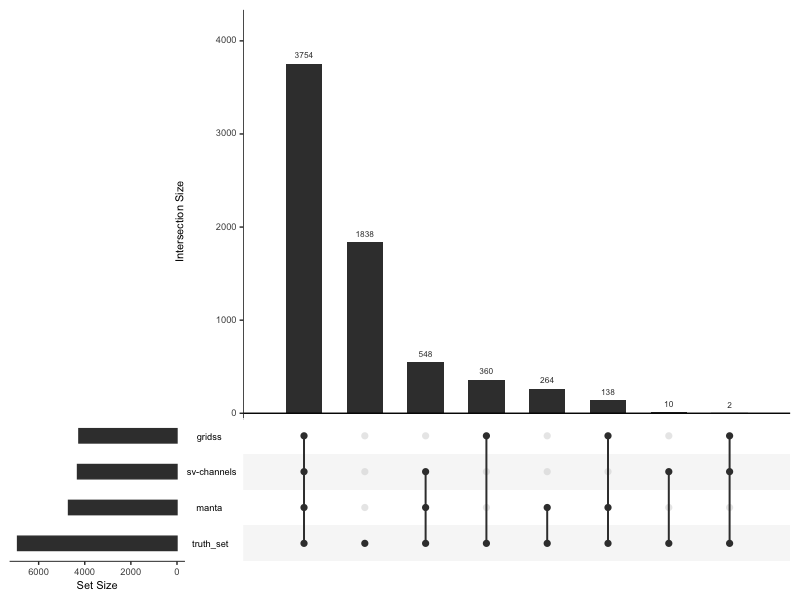 4000
3000
2000
1000
0
Intersection Size
3754
1838
548
360
264
138
10
2
gridss
sv-channels
manta
truth_set
6000 4000 2000 0
Set Size